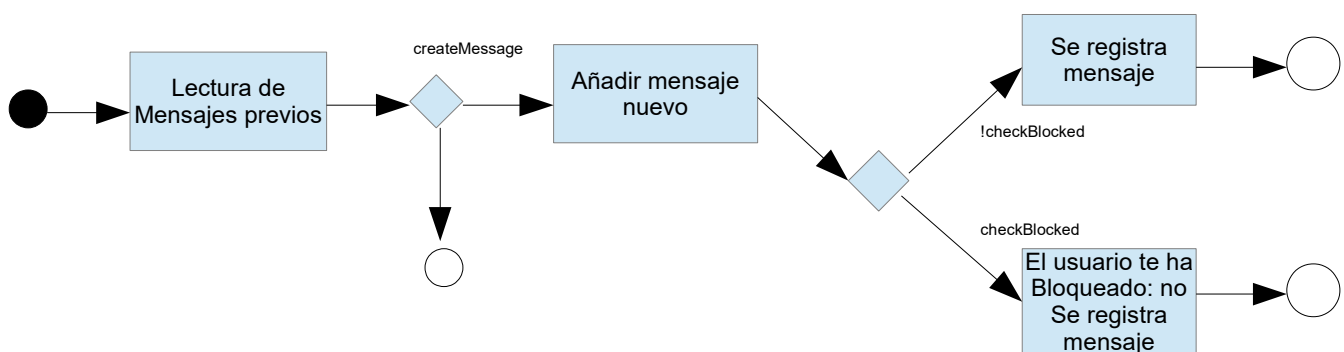 createMessage
Lectura de
Mensajes previos
Añadir mensaje
nuevo
Se registra
mensaje
!checkBlocked
checkBlocked
El usuario te ha
Bloqueado: no
Se registra
mensaje